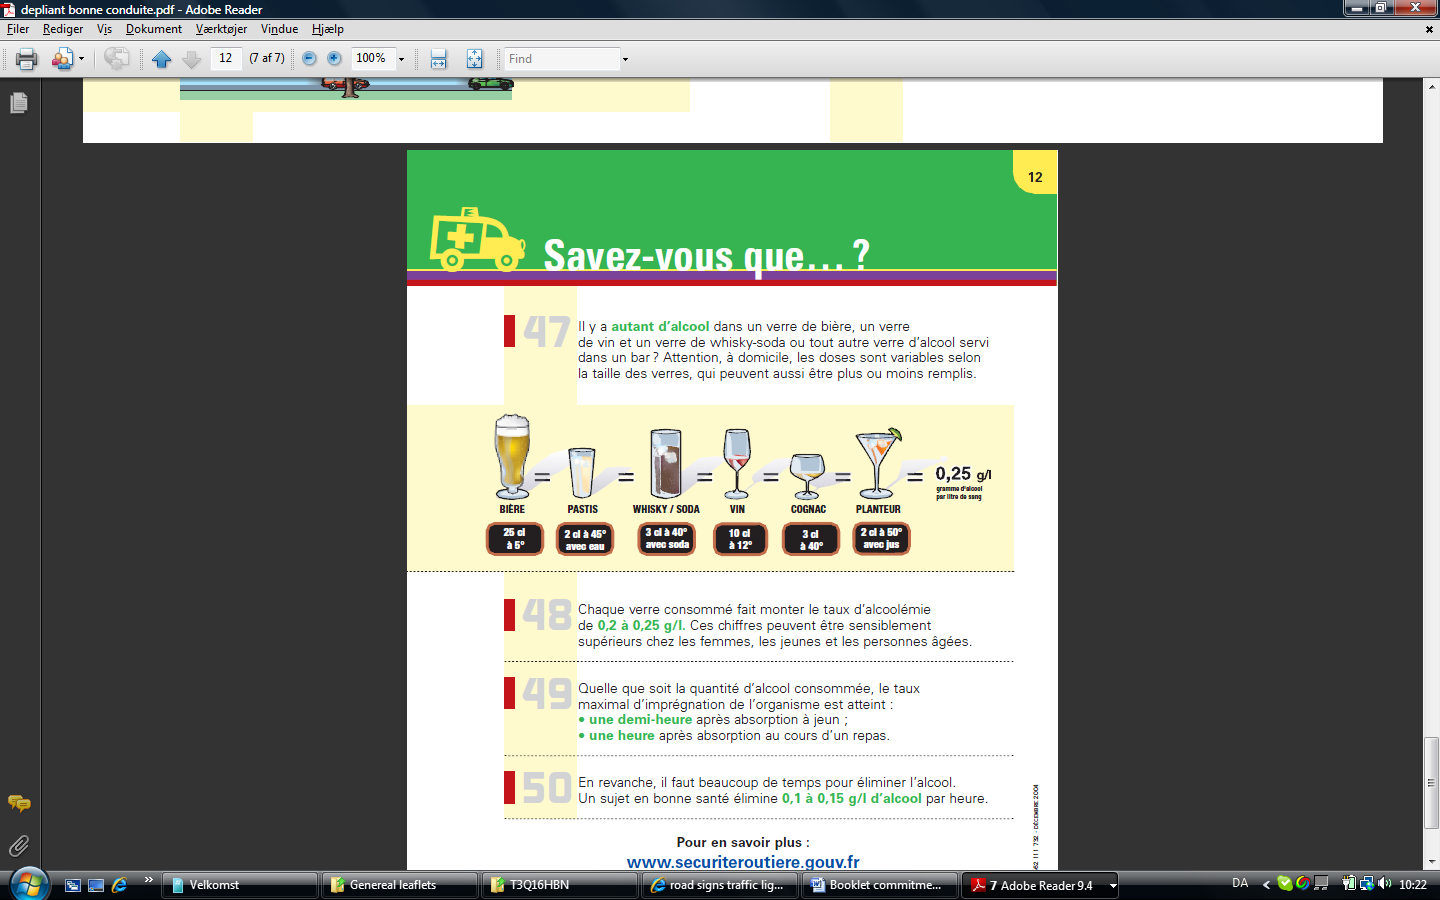 depliant bonne conduite.pdf - Adobe Reader
Filer Rediger Vis Dokument Værktøjer Vindue Hjælp
12 (7 af 7) 100% Find
12
Savez-vous que... ?
47 Il y a autant d'alcool dans un verre de bière, un verre
de vin et un verre de whisky-soda ou tout autre verre d'alcool servi
dans un bar ? Attention, à domicile, les doses sont variables selon
la taille des verres, qui peuvent aussi être plus ou moins remplis.
= = = = = = 0,25 g/l
gramme d'alcool
par litre de sang
BIÈRE PASTIS WHISKY / SODA VIN COGNAC PLANTEUR
25 cl 2 cl à 45° 3 cl à 40° 10 cl 3 cl 2 cl à 50°
à 5° avec eau avec soda à 12° à 40° avec jus
48 Chaque verre consommé fait monter le taux d'alcoolémie
de 0,2 à 0,25 g/l. Ces chiffres peuvent être sensiblement
supérieurs chez les femmes, les jeunes et les personnes âgées.
49 Quelle que soit la quantité d'alcool consommée, le taux
maximal d'imprégnation de l'organisme est atteint :
• une demi-heure après absorption à jeun ;
• une heure après absorption au cours d'un repas.
50 En revanche, il faut beaucoup de temps pour éliminer l'alcool.
Un sujet en bonne santé élimine 0,1 à 0,15 g/l d'alcool par heure.
Pour en savoir plus :
www.securiteroutiere.gouv.fr
111 732 - DÉCEMBRE 2004
Velkomst Genereal leaflets T3Q16HBN road signs traffic lig... Booklet commitme... 7 Adobe Reader 9.4 DA 10:22